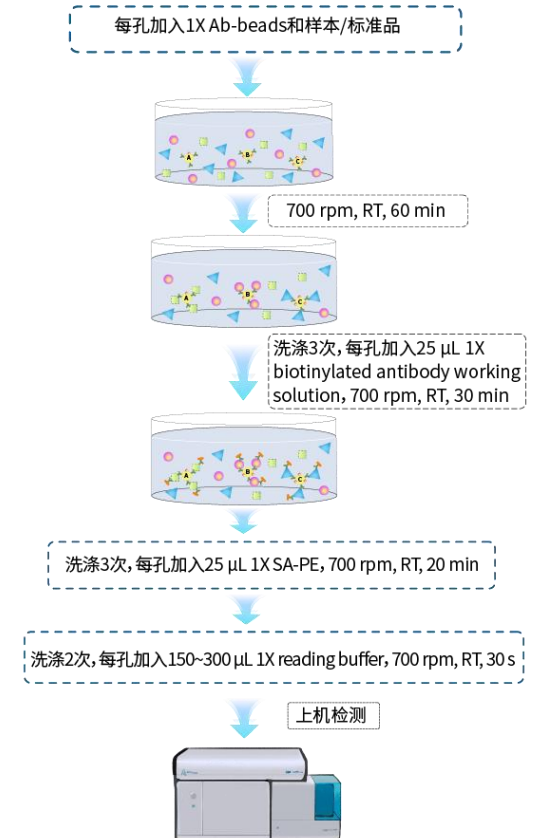 每孔加入1X Ab-beads和样本/标准品
A
B
C
700 rpm, RT, 60 min
A
B
C
洗涤3次，每孔加入25 μL 1X
biotinylated antibody working
solution，700 rpm, RT, 30 min
A
B
C
洗涤3次，每孔加入25 μL 1X SA-PE，700 rpm, RT, 20 min
洗涤2次，每孔加入150~300 μL 1X reading buffer，700 rpm, RT, 30 s
上机检测